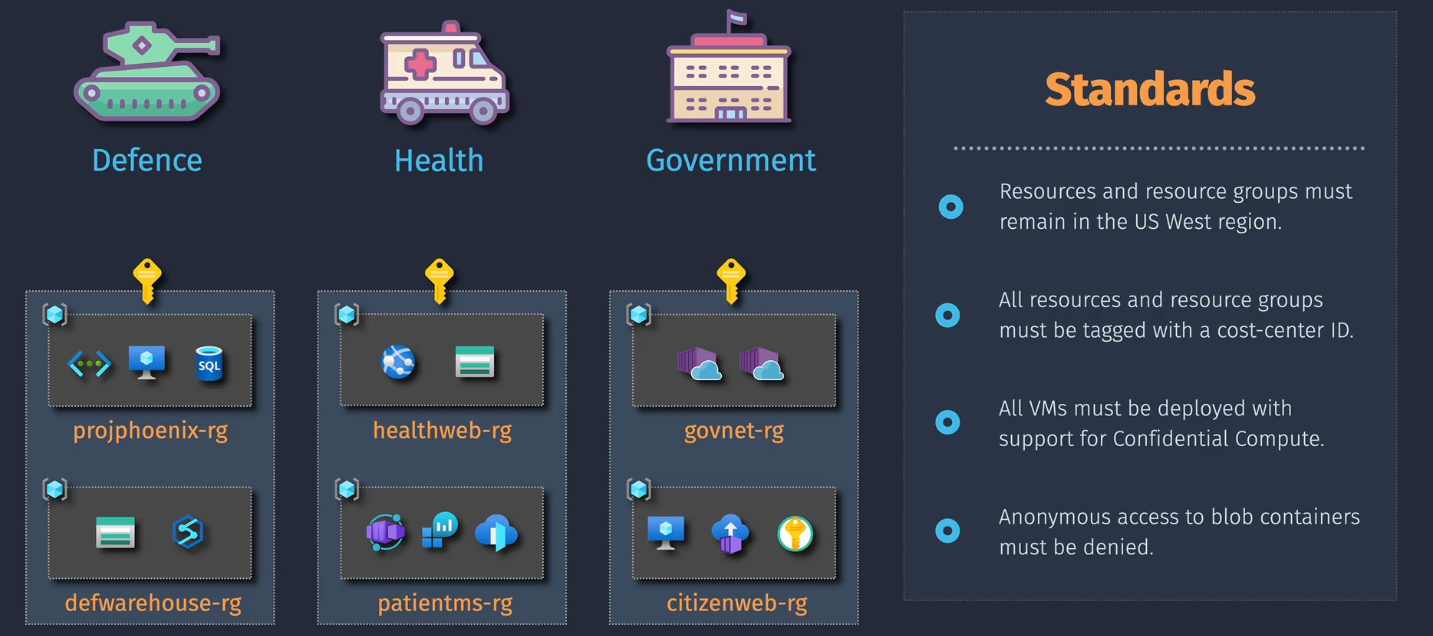 Defence
Health
Government
SQL
projphoenix-rg
healthweb-rg
govnet-rg
defwarehouse-rg
patientms-rg
citizenweb-rg
Standards
Resources and resource groups must
remain in the US West region.
All resources and resource groups
must be tagged with a cost-center ID.
All VMs must be deployed with
support for Confidential Compute.
Anonymous access to blob containers
must be denied.